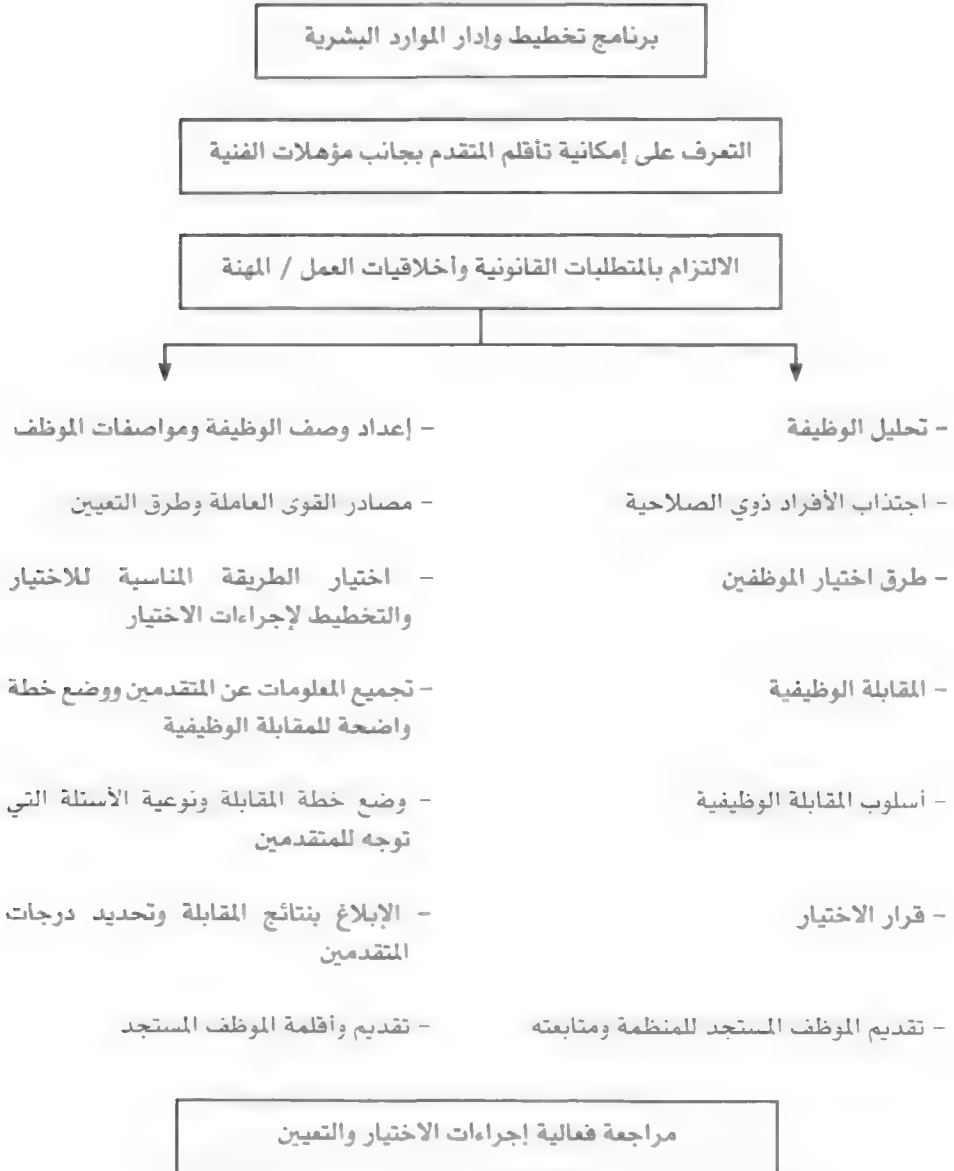 برنامج تخطيط وإدار الموارد البشرية
التعرف على إمكانية تأقلم المتقدم بجانب مؤهلات الفنية
الالتزام بالمتطلبات القانونية وأخلاقيات العمل / المهنة
- تحليل الوظيفة
- إعداد وصف الوظيفة ومواصفات الموظف
- اجتذاب الأفراد ذوي الصلاحية
- مصادر القوى العاملة وطرق التعيين
- طرق اختيار الموظفين
- اختيار الطريقة المناسبة للاختيار
والتخطيط لإجراءات الاختيار
- المقابلة الوظيفية
- تجميع المعلومات عن المتقدمين ووضع خطة
واضحة للمقابلة الوظيفية
- أسلوب المقابلة الوظيفية
- وضع خطة المقابلة ونوعية الأسئلة التي
توجه للمتقدمين
- قرار الاختيار
- الإبلاغ بنتائج المقابلة وتحديد درجات
المتقدمين
- تقديم الموظف المستجد للمنظمة ومتابعته
- تقديم وأقلمة الموظف المستجد
مراجعة فعالية إجراءات الاختيار والتعيين